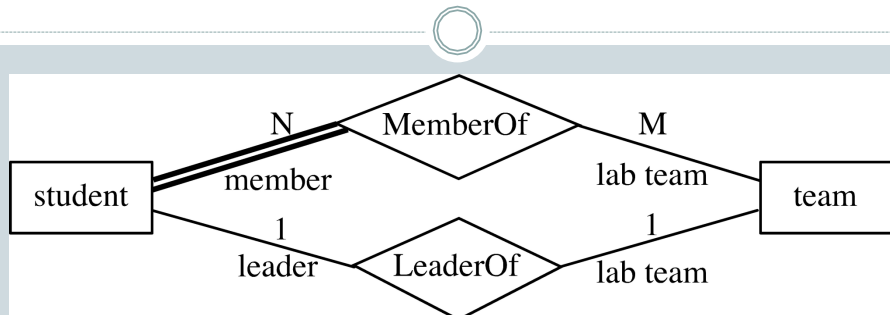 N MemberOf M
member lab team
student team
1 1
leader LeaderOf lab team